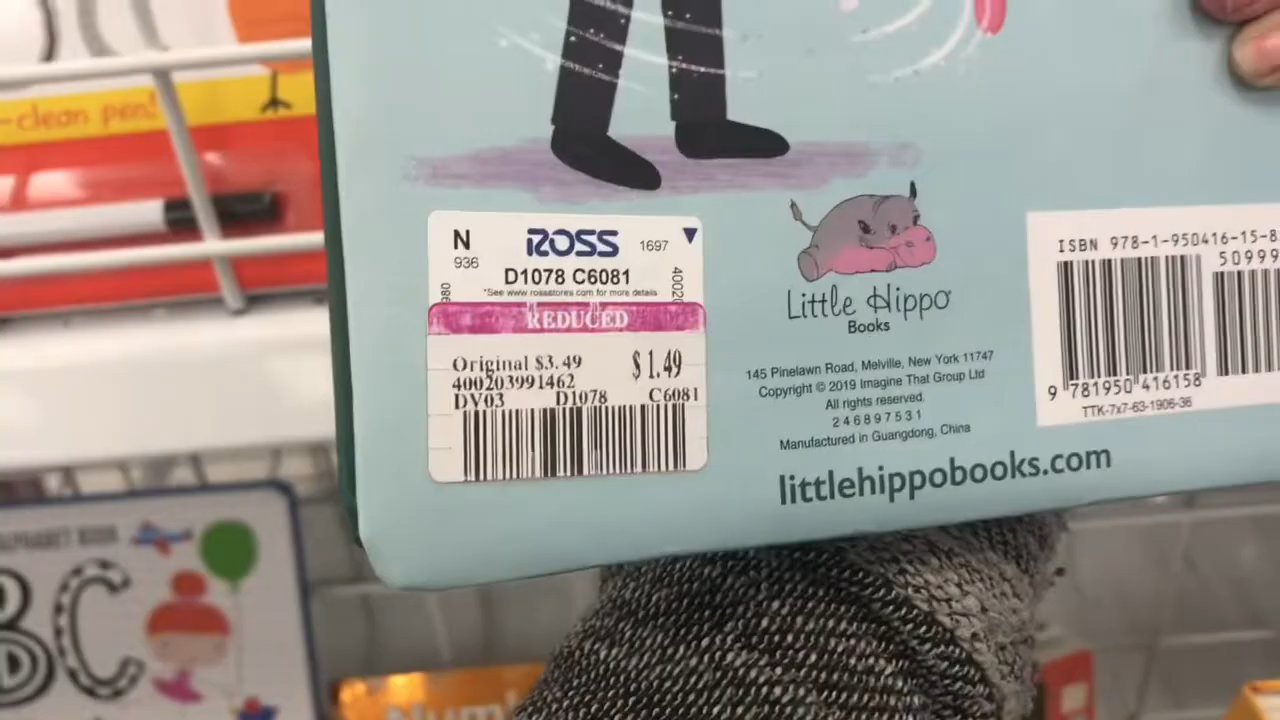 -clean pen!
N
936
ROSS
1697
D1078 C6081
*See www.rossstores.com for more details
REDUCED
Original $3.49
$1.49
400203991462
DV03 D1078 C6081
Little Hippo
Books
145 Pinelawn Road, Melville, New York 11747
Copyright © 2019 Imagine That Group Ltd
All rights reserved.
2 4 6 8 9 7 5 3 1
Manufactured in Guangdong, China
littlehippobooks.com
ISBN 978-1-950416-15-8
50999
9 781950 416158
TTK-7x7-63-1906-36
BC